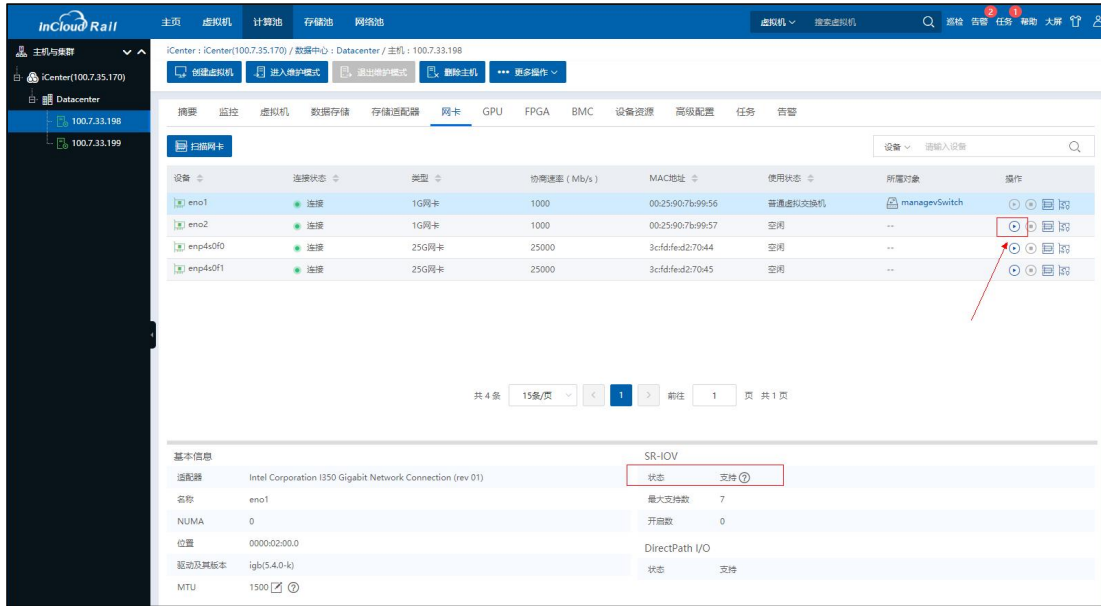 inCloud Rail 主页 虚拟机 计算池 存储池 网络池 虚拟机 搜索虚拟机 巡检 告警 2 任务 1 帮助 大屏
主机与集群
iCenter(100.7.35.170)
Datacenter
100.7.33.198
100.7.33.199
iCenter : iCenter(100.7.35.170) / 数据中心 : Datacenter / 主机 : 100.7.33.198
创建虚拟机 进入维护模式 退出维护模式 删除主机 ••• 更多操作
摘要 监控 虚拟机 数据存储 存储适配器 网卡 GPU FPGA BMC 设备资源 高级配置 任务 告警
扫描网卡 设备 请输入设备
设备 连接状态 类型 协商速率 ( Mb/s ) MAC地址 使用状态 所属对象 操作
eno1 连接 1G网卡 1000 00:25:90:7b:99:56 普通虚拟交换机 managevSwitch
eno2 连接 1G网卡 1000 00:25:90:7b:99:57 空闲 --
enp4s0f0 连接 25G网卡 25000 3c:fd:fe:d2:70:44 空闲 --
enp4s0f1 连接 25G网卡 25000 3c:fd:fe:d2:70:45 空闲 --
共 4 条 15条/页 < 1 > 前往 1 页 共 1 页
基本信息 SR-IOV
适配器 Intel Corporation I350 Gigabit Network Connection (rev 01) 状态 支持 ?
名称 eno1 最大支持数 7
NUMA 0 开启数 0
位置 0000:02:00.0 DirectPath I/O
驱动及其版本 igb(5.4.0-k) 状态 支持
MTU 1500 ?